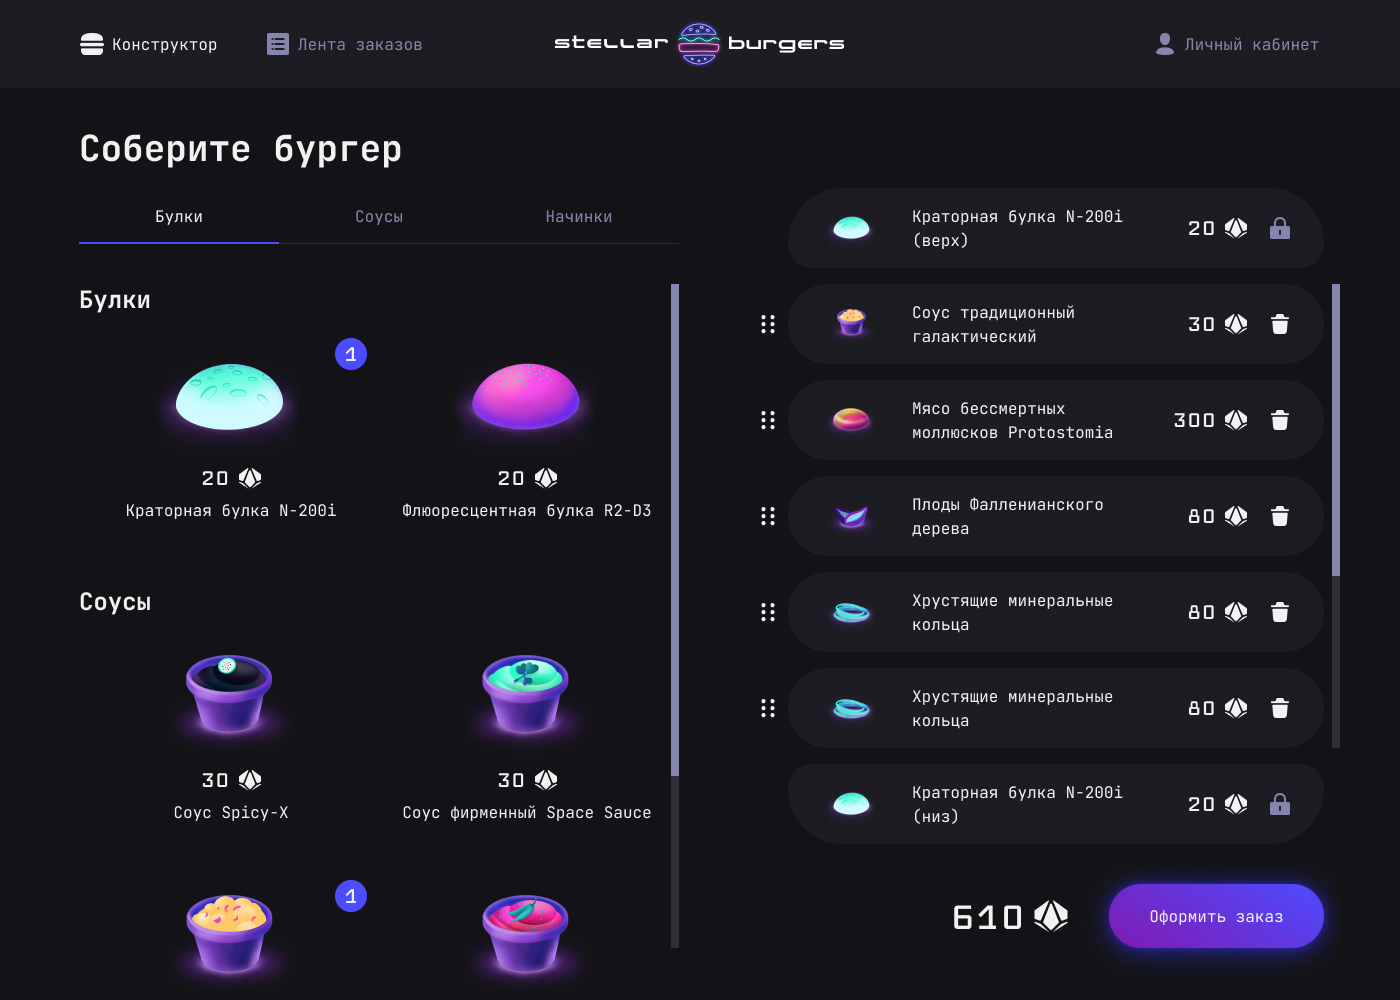 Конструктор
Лента заказов
stellar burgers
Личный кабинет
Соберите бургер
Булки
Соусы
Начинки
Булки
1
20
Краторная булка N-200i
20
Флюоресцентная булка R2-D3
Соусы
30
Соус Spicy-X
30
Соус фирменный Space Sauce
1
Краторная булка N-200i
(верх)
20
Соус традиционный
галактический
30
Мясо бессмертных
моллюсков Protostomia
300
Плоды Фалленианского
дерева
80
Хрустящие минеральные
кольца
80
Хрустящие минеральные
кольца
80
Краторная булка N-200i
(низ)
20
610
Оформить заказ